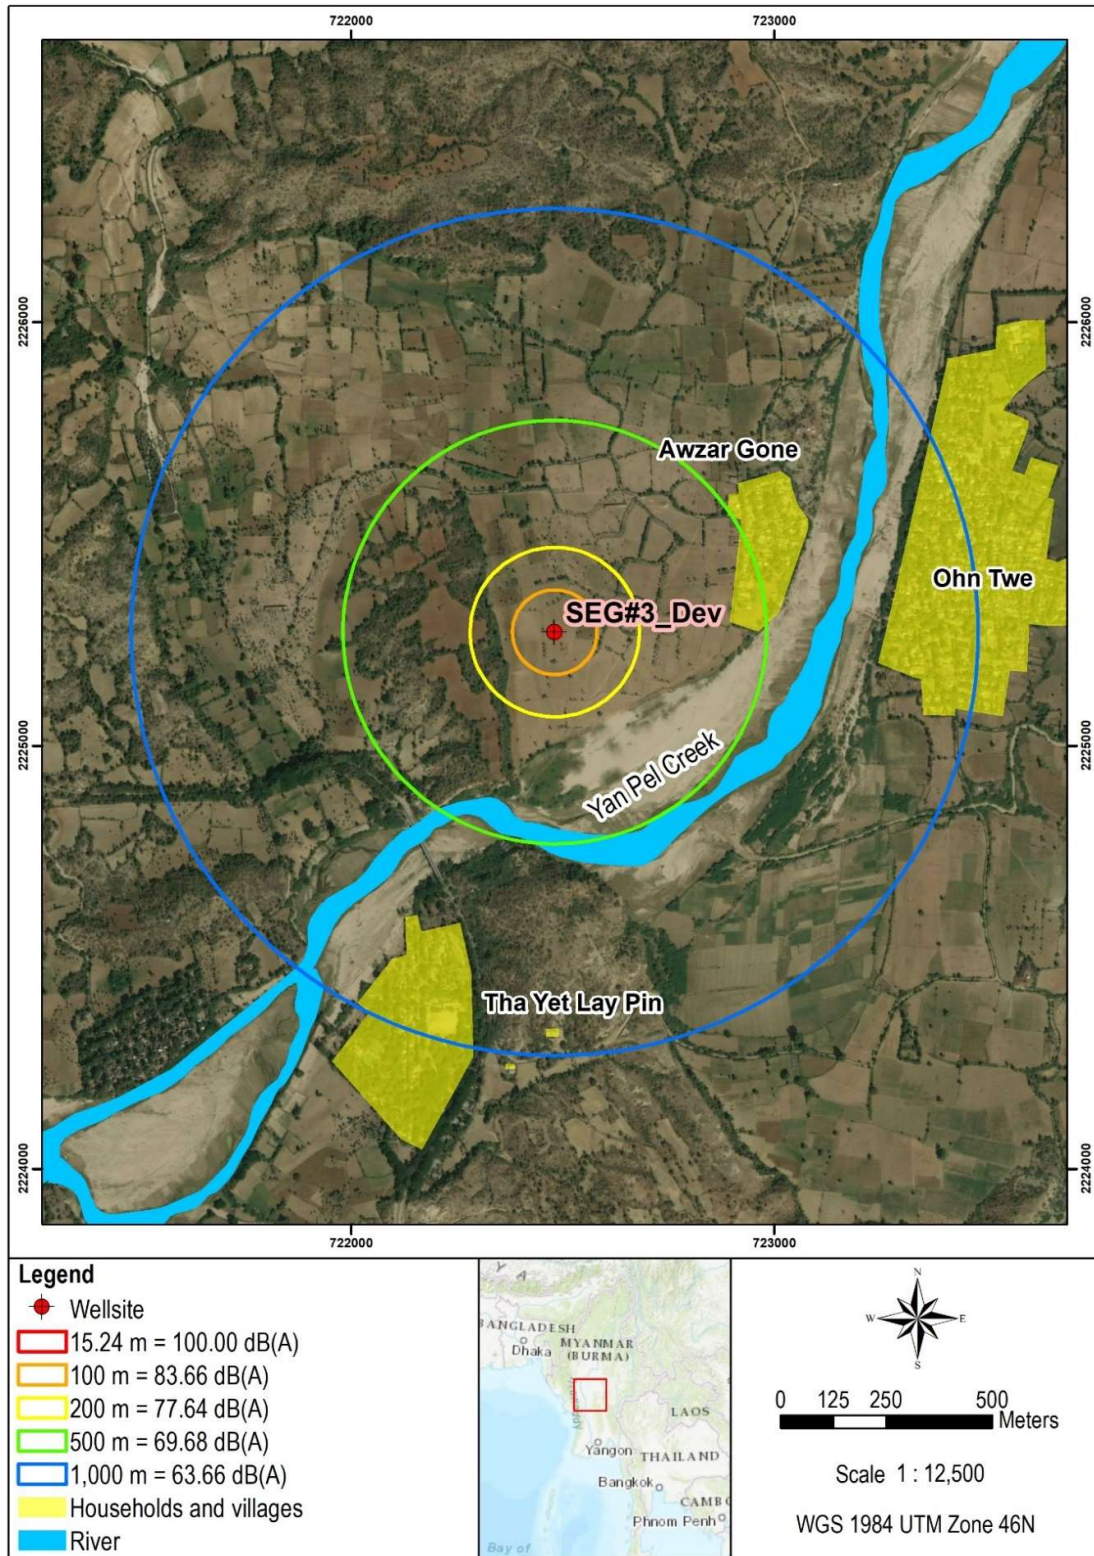 722000
723000
2226000
2226000
Awzar Gone
Ohn Twe
SEG#3_Dev
2225000
2225000
Yan Pel Creek
Tha Yet Lay Pin
2224000
2224000
722000
723000
Legend
Wellsite
15.24 m = 100.00 dB(A)
100 m = 83.66 dB(A)
200 m = 77.64 dB(A)
500 m = 69.68 dB(A)
1,000 m = 63.66 dB(A)
Households and villages
River
Y A
BANGLADESH
Dhaka
MYANMAR
(BURMA)
LAOS
Yangon
THAILAND
Bangkok
CAMBO
Phnom Penh
Bay of
N
W
E
S
0 125 250 500
Meters
Scale 1 : 12,500
WGS 1984 UTM Zone 46N